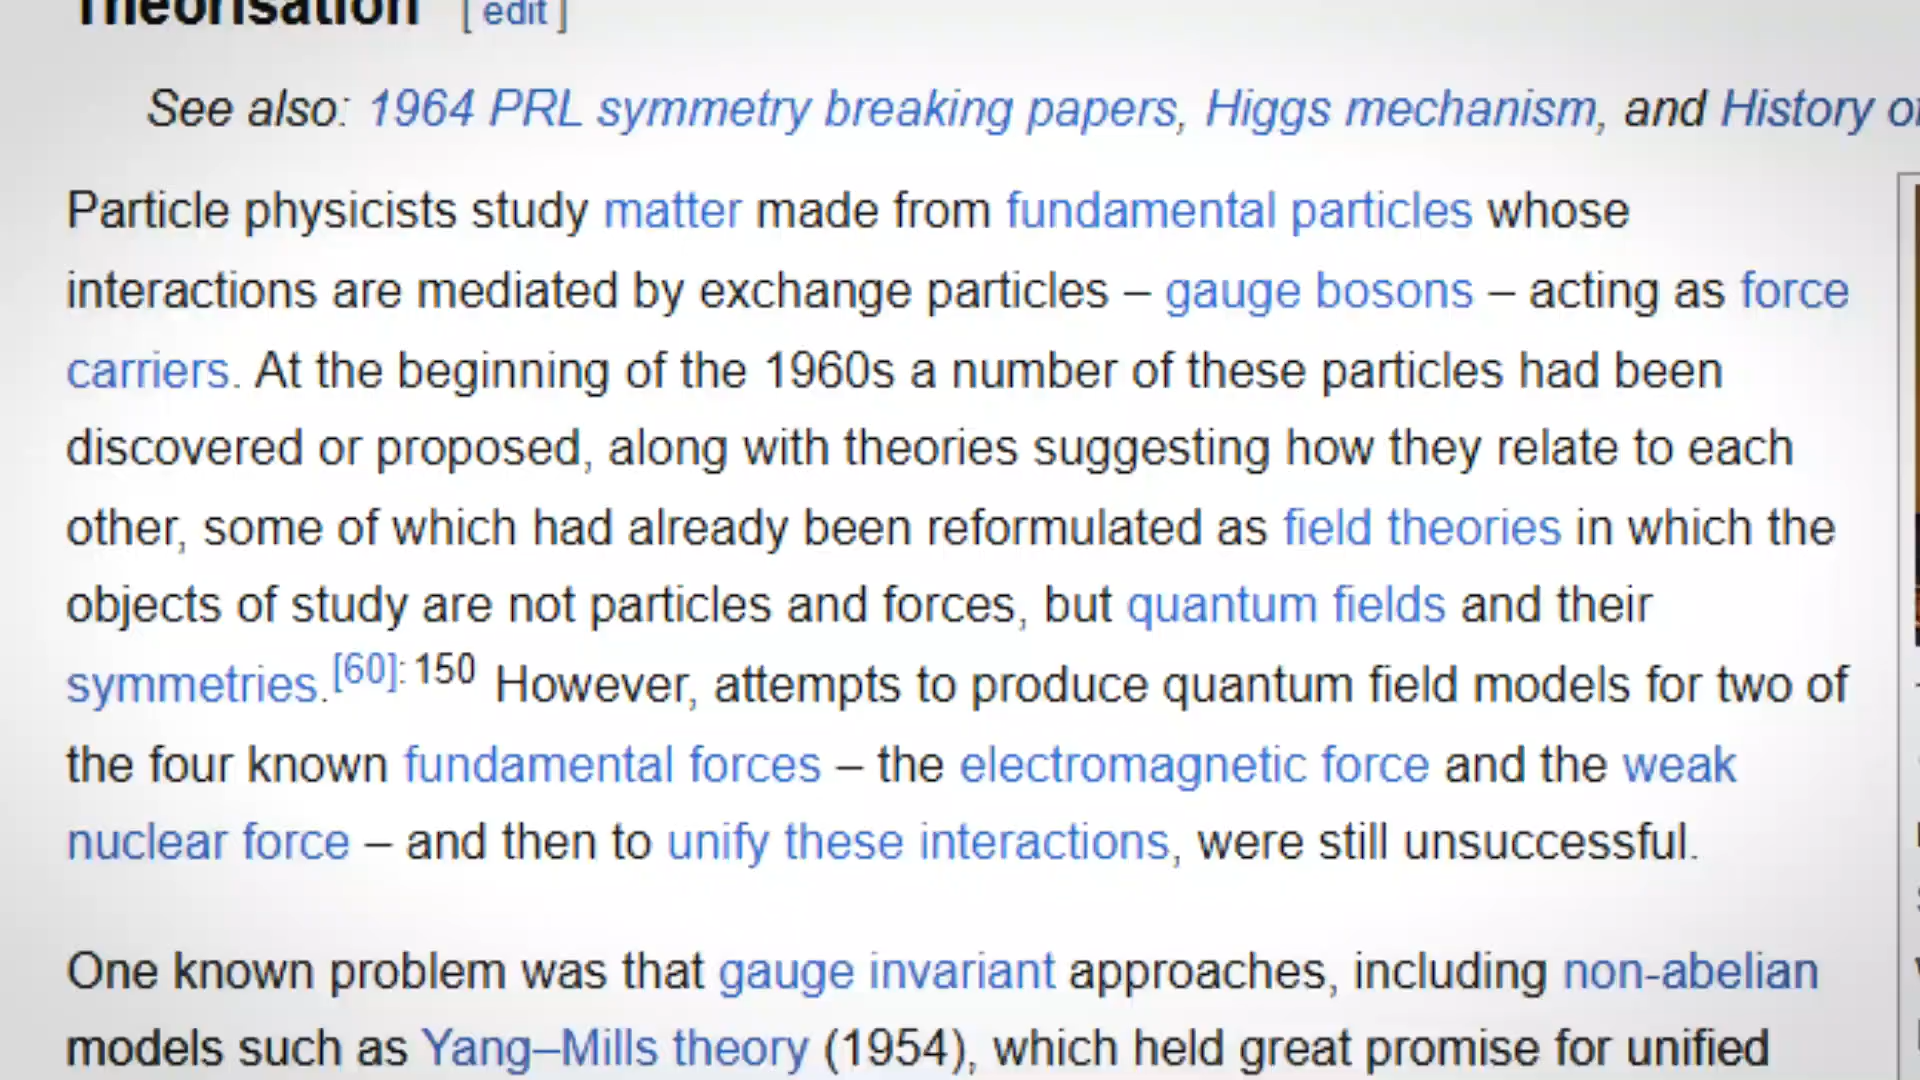 Theorisation [ edit ]
See also: 1964 PRL symmetry breaking papers, Higgs mechanism, and History of
Particle physicists study matter made from fundamental particles whose
interactions are mediated by exchange particles – gauge bosons – acting as force
carriers. At the beginning of the 1960s a number of these particles had been
discovered or proposed, along with theories suggesting how they relate to each
other, some of which had already been reformulated as field theories in which the
objects of study are not particles and forces, but quantum fields and their
symmetries.[60]: 150 However, attempts to produce quantum field models for two of
the four known fundamental forces – the electromagnetic force and the weak
nuclear force – and then to unify these interactions, were still unsuccessful.
One known problem was that gauge invariant approaches, including non-abelian
models such as Yang–Mills theory (1954), which held great promise for unified